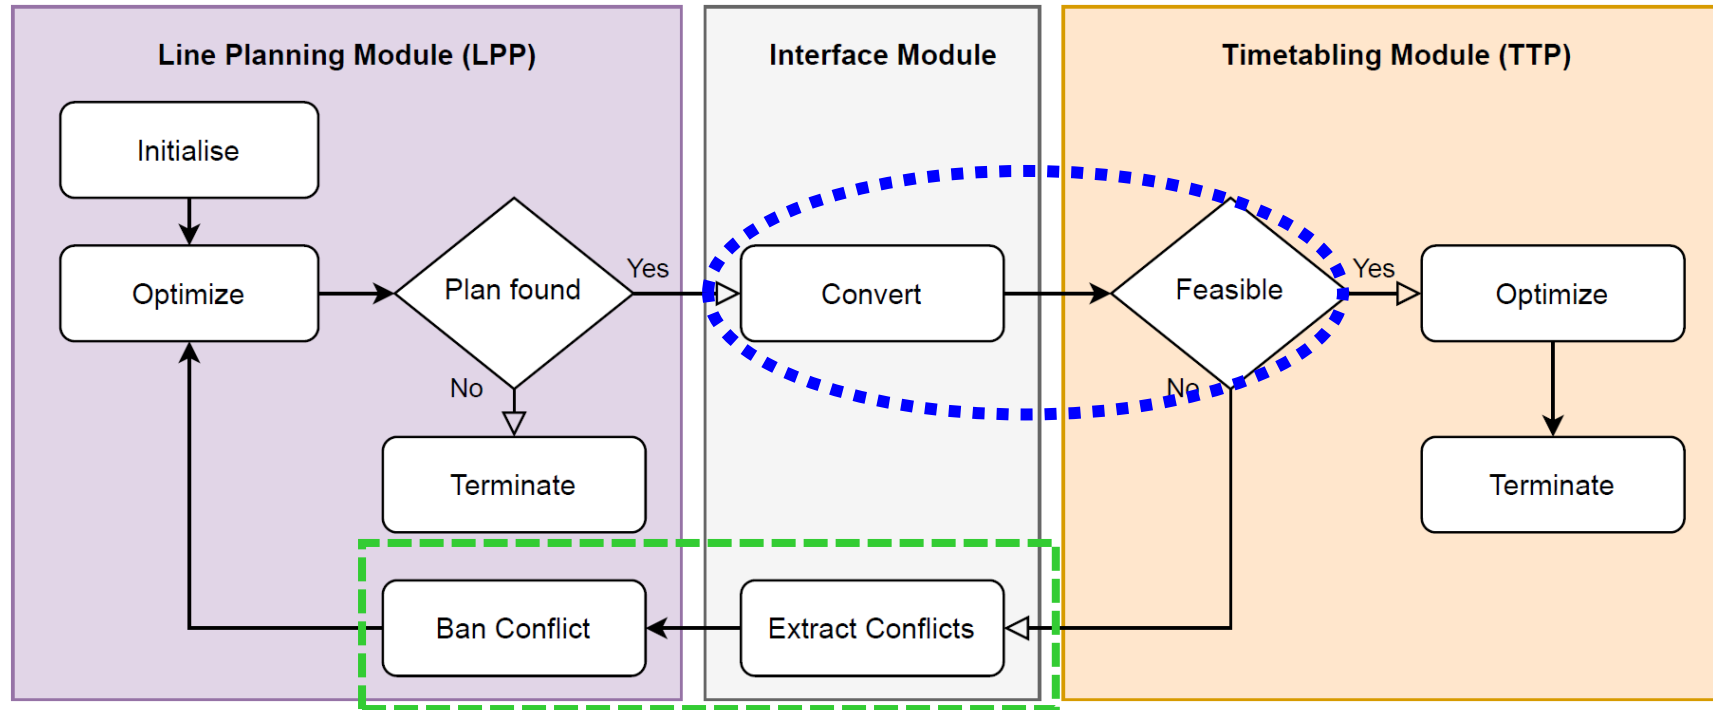 Line Planning Module (LPP)
Interface Module
Timetabling Module (TTP)
Initialise
Optimize
Plan found
Yes
No
Terminate
Convert
Feasible
Yes
No
Optimize
Terminate
Ban Conflict
Extract Conflicts